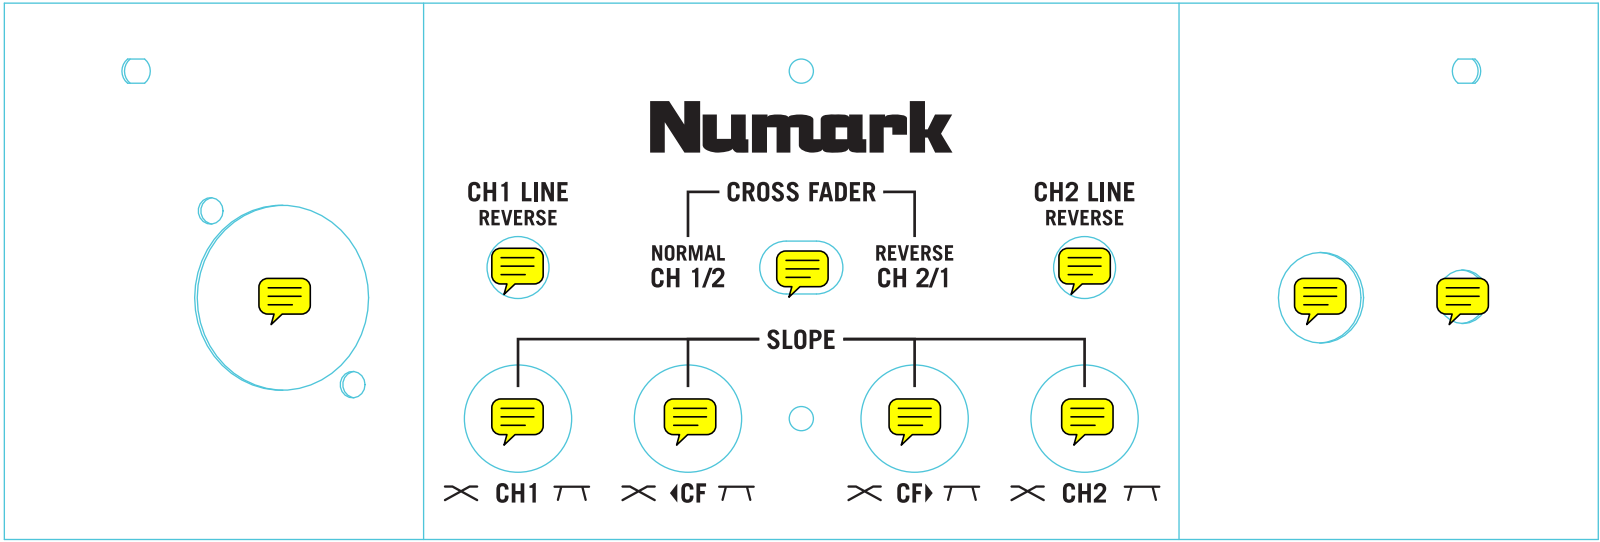 Numark
CH1 LINE
REVERSE
CROSS FADER
NORMAL
CH 1/2
REVERSE
CH 2/1
CH2 LINE
REVERSE
SLOPE
CH1
CF
CF
CH2